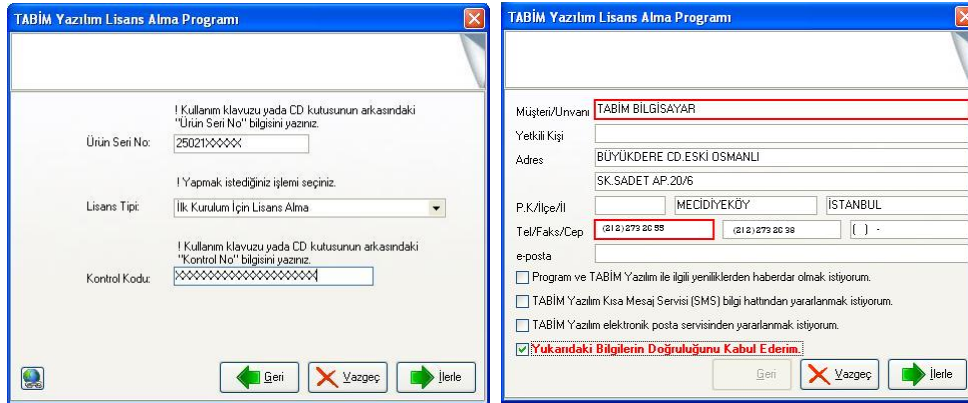 TABİM Yazılım Lisans Alma Programı
! Kullanım klavuzu yada CD kutusunun arkasındaki
"Ürün Seri No" bilgisini yazınız.
Ürün Seri No: 25021XXXXX
! Yapmak istediğiniz işlemi seçiniz.
Lisans Tipi: İlk Kurulum İçin Lisans Alma
! Kullanım klavuzu yada CD kutusunun arkasındaki
"Kontrol No" bilgisini yazınız.
Kontrol Kodu: XXXXXXXXXXXXXXXXXXXX
Geri Vazgeç İlerle
TABİM Yazılım Lisans Alma Programı
Müşteri/Unvanı TABİM BİLGİSAYAR
Yetkili Kişi
Adres BÜYÜKDERE CD.ESKİ OSMANLI
SK.SADET AP.20/6
P.K/İlçe/İl MECİDİYEKÖY İSTANBUL
Tel/Faks/Cep (212)273 26 55 (212)273 26 38 ( ) -
e-posta
Program ve TABİM Yazılım ile ilgili yeniliklerden haberdar olmak istiyorum.
TABİM Yazılım Kısa Mesaj Servisi (SMS) bilgi hattından yararlanmak istiyorum.
TABİM Yazılım elektronik posta servisinden yararlanmak istiyorum.
Yukarıdaki Bilgilerin Doğruluğunu Kabul Ederim.
Geri Vazgeç İlerle